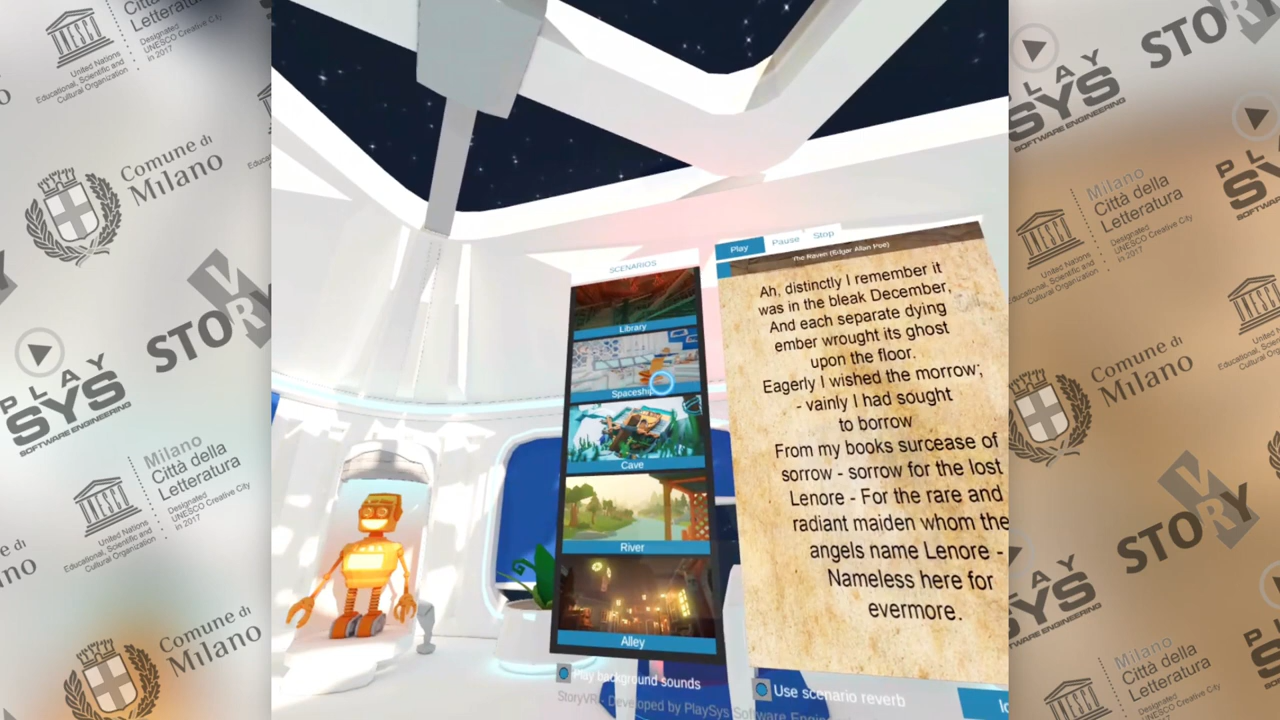 SCENARIOS
Library
Spaceship
Cave
River
Alley
Play background sounds
StoryVR - Developed by PlaySys Software
Play
Pause
Stop
The Raven (Edgar Allan Poe)
Ah, distinctly I remember it
was in the bleak December,
And each separate dying
ember wrought its ghost
upon the floor.
Eagerly I wished the morrow;
- vainly I had sought
to borrow
From my books surcease of
sorrow - sorrow for the lost
Lenore - For the rare and
radiant maiden whom the
angels name Lenore -
Nameless here for
evermore.
Use scenario reverb
Comune di
Milano
PLAY
SYS
SOFTWARE ENGINEERING
STORY
Milano
Città della
Letteratura
Designated
UNESCO Creative City
in 2017
UNESCO
United Nations
Educational, Scientific and
Cultural Organization